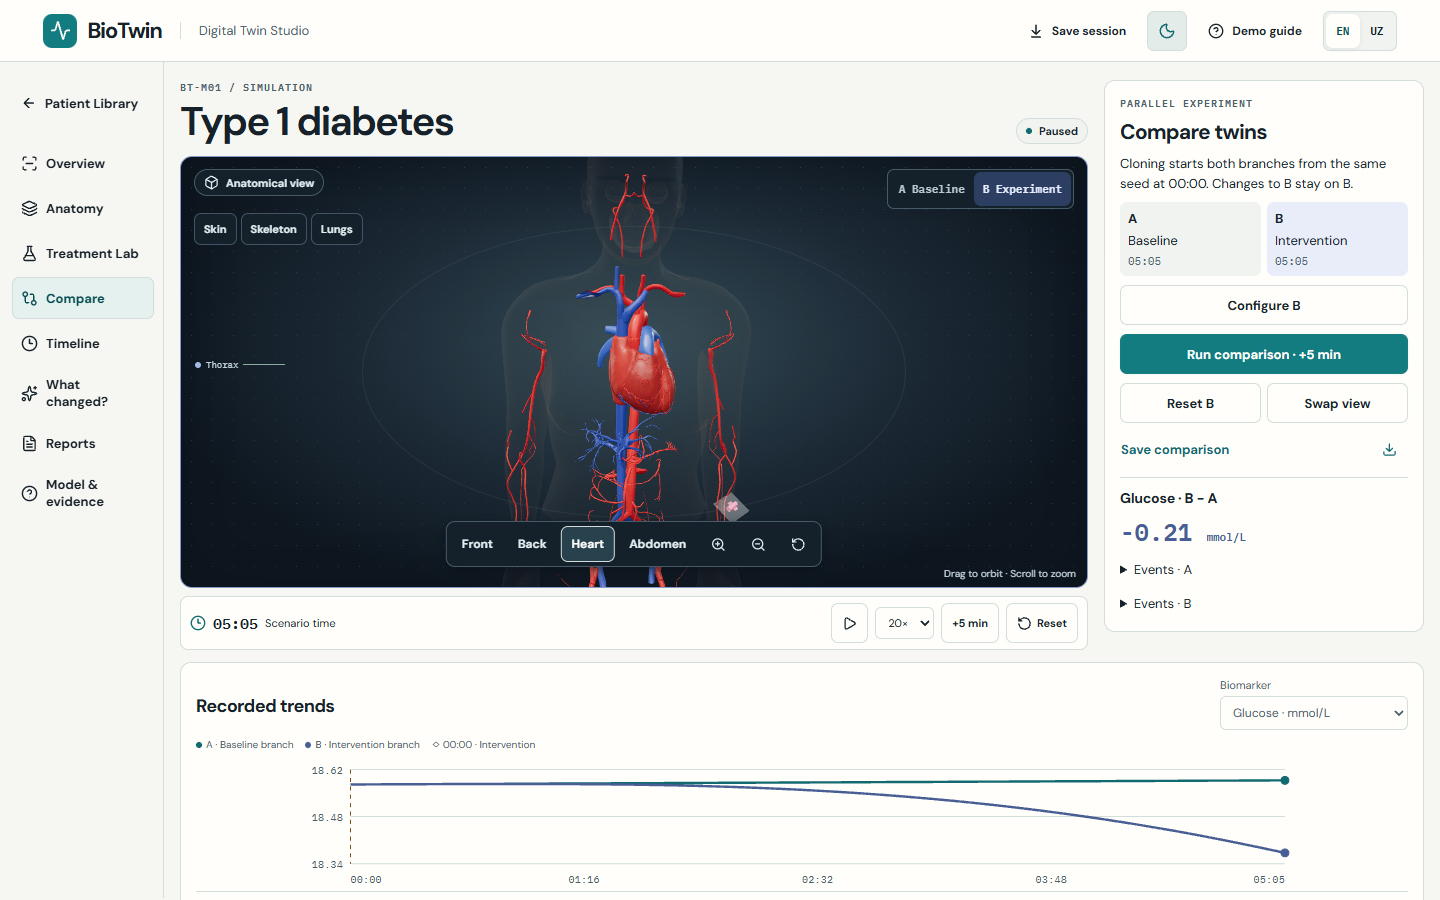 BioTwin
Digital Twin Studio
Save session
Demo guide
EN
UZ
Patient Library
Overview
Anatomy
Treatment Lab
Compare
Timeline
What
changed?
Reports
Model &
evidence
BT-M01 / SIMULATION
Type 1 diabetes
Paused
Anatomical view
A Baseline
B Experiment
Skin
Skeleton
Lungs
Thorax
Front
Back
Heart
Abdomen
Drag to orbit · Scroll to zoom
05:05 Scenario time
20×
+5 min
Reset
PARALLEL EXPERIMENT
Compare twins
Cloning starts both branches from the same
seed at 00:00. Changes to B stay on B.
A
Baseline
05:05
B
Intervention
05:05
Configure B
Run comparison · +5 min
Reset B
Swap view
Save comparison
Glucose · B − A
-0.21 mmol/L
Events · A
Events · B
Recorded trends
Biomarker
Glucose · mmol/L
A · Baseline branch
B · Intervention branch
00:00 · Intervention
18.62
18.48
18.34
00:00
01:16
02:32
03:48
05:05